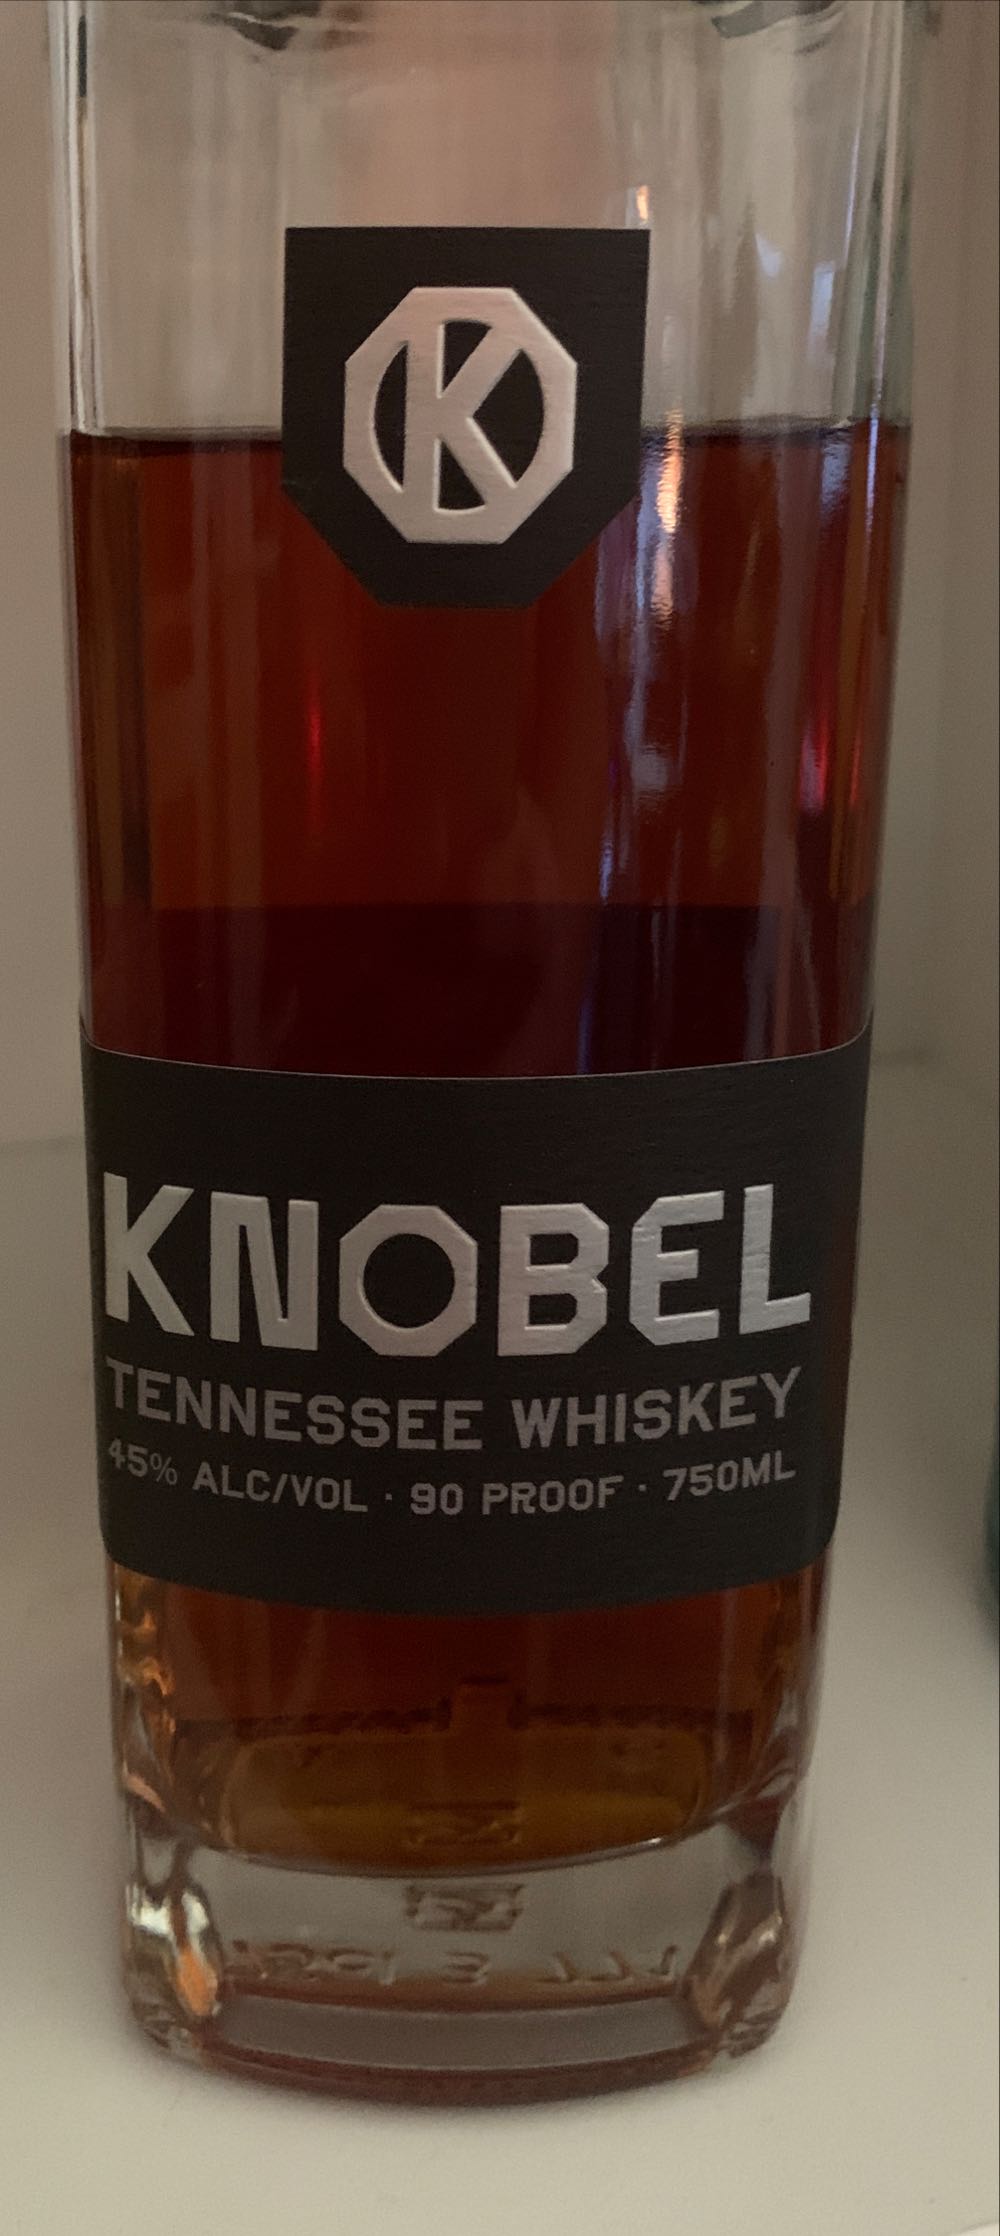 K
KNOBEL
TENNESSEE WHISKEY
45% ALC/VOL · 90 PROOF · 750ML